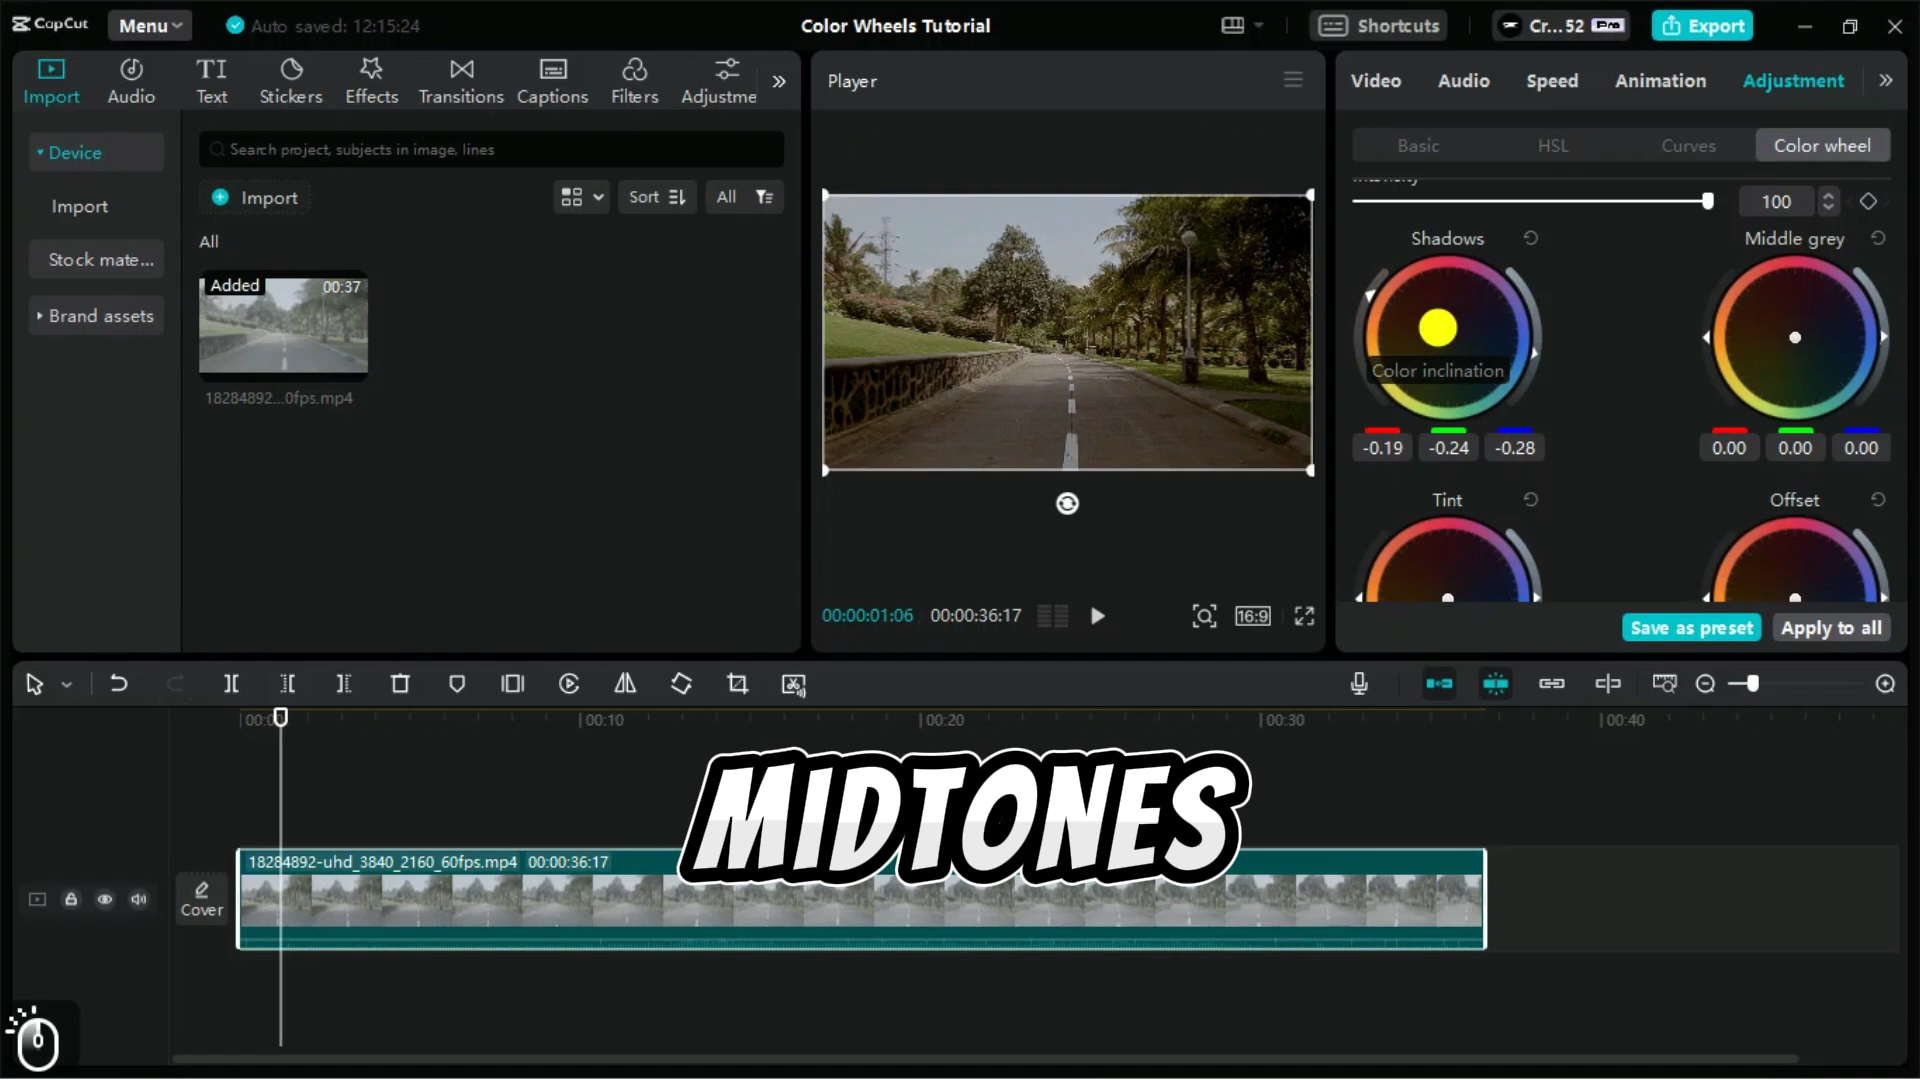 CapCut
Menu
Auto saved: 12:15:24
Color Wheels Tutorial
Shortcuts
Cr...52
Pro
Export
Import
Audio
Text
Stickers
Effects
Transitions
Captions
Filters
Adjustme
Device
Import
Stock mate...
Brand assets
Search project, subjects in image, lines
Import
Sort
All
All
Added
00:37
18284892...0fps.mp4
Player
00:00:01:06
00:00:36:17
16:9
Video
Audio
Speed
Animation
Adjustment
Basic
HSL
Curves
Color wheel
100
Shadows
Middle grey
Color inclination
-0.19
-0.24
-0.28
0.00
0.00
0.00
Tint
Offset
Save as preset
Apply to all
00:10
00:20
00:30
00:40
MIDTONES
18284892-uhd_3840_2160_60fps.mp4
00:00:36:17
Cover